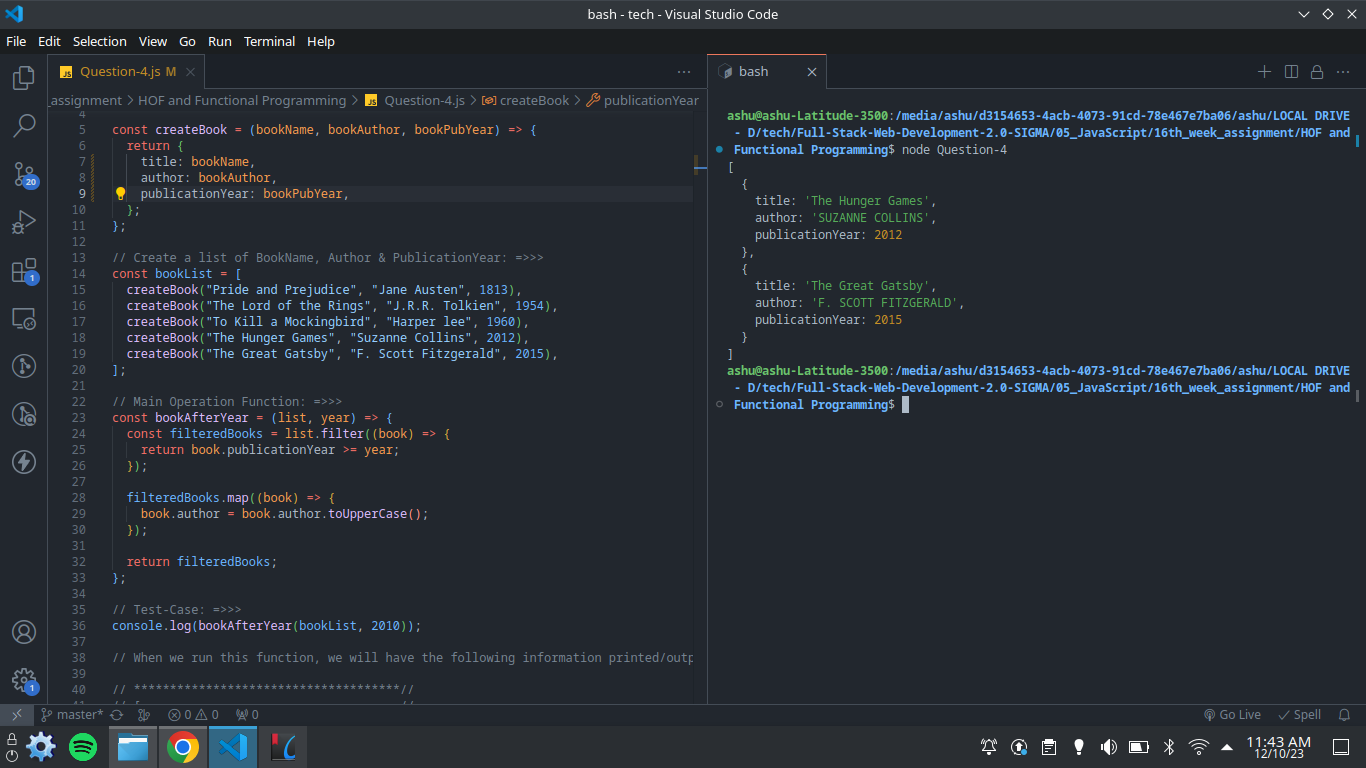 bash - tech - Visual Studio Code
File Edit Selection View Go Run Terminal Help
JS Question-4.js M
_assignment > HOF and Functional Programming > JS Question-4.js > createBook > publicationYear
4
5 const createBook = (bookName, bookAuthor, bookPubYear) => {
6 return {
7 title: bookName,
8 author: bookAuthor,
9 publicationYear: bookPubYear,
10 };
11 };
12
13 // Create a list of BookName, Author & PublicationYear: =>>>
14 const bookList = [
15 createBook("Pride and Prejudice", "Jane Austen", 1813),
16 createBook("The Lord of the Rings", "J.R.R. Tolkien", 1954),
17 createBook("To Kill a Mockingbird", "Harper lee", 1960),
18 createBook("The Hunger Games", "Suzanne Collins", 2012),
19 createBook("The Great Gatsby", "F. Scott Fitzgerald", 2015),
20 ];
21
22 // Main Operation Function: =>>>
23 const bookAfterYear = (list, year) => {
24 const filteredBooks = list.filter((book) => {
25 return book.publicationYear >= year;
26 });
27
28 filteredBooks.map((book) => {
29 book.author = book.author.toUpperCase();
30 });
31
32 return filteredBooks;
33 };
34
35 // Test-Case: =>>>
36 console.log(bookAfterYear(bookList, 2010));
37
38 // When we run this function, we will have the following information printed/outp
39
40 // *************************************//
bash
ashu@ashu-Latitude-3500:/media/ashu/d3154653-4acb-4073-91cd-78e467e7ba06/ashu/LOCAL DRIVE
- D/tech/Full-Stack-Web-Development-2.0-SIGMA/05_JavaScript/16th_week_assignment/HOF and
Functional Programming$ node Question-4
[
{
title: 'The Hunger Games',
author: 'SUZANNE COLLINS',
publicationYear: 2012
},
{
title: 'The Great Gatsby',
author: 'F. SCOTT FITZGERALD',
publicationYear: 2015
}
]
ashu@ashu-Latitude-3500:/media/ashu/d3154653-4acb-4073-91cd-78e467e7ba06/ashu/LOCAL DRIVE
- D/tech/Full-Stack-Web-Development-2.0-SIGMA/05_JavaScript/16th_week_assignment/HOF and
Functional Programming$
20
1
1
master* 0 0 0 Go Live Spell
11:43 AM
12/10/23